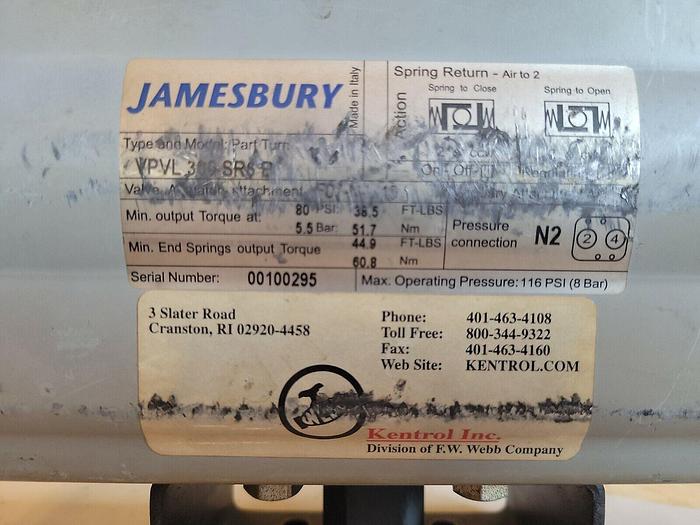 JAMESBURY
Made in Italy
Action
Spring Return - Air to 2
Spring to Close
Spring to Open
Type and Model: Part Turn
VPVL SR6
On - Off
Min. output Torque at: 80 PSI: 38.5 FT-LBS
5.5 Bar: 51.7 Nm
Min. End Springs output Torque 44.9 FT-LBS
60.8 Nm
Pressure connection N2 2 4
Serial Number: 00100295
Max. Operating Pressure: 116 PSI (8 Bar)
3 Slater Road
Cranston, RI 02920-4458
Phone: 401-463-4108
Toll Free: 800-344-9322
Fax: 401-463-4160
Web Site: KENTROL.COM
Kentrol Inc.
Division of F.W. Webb Company